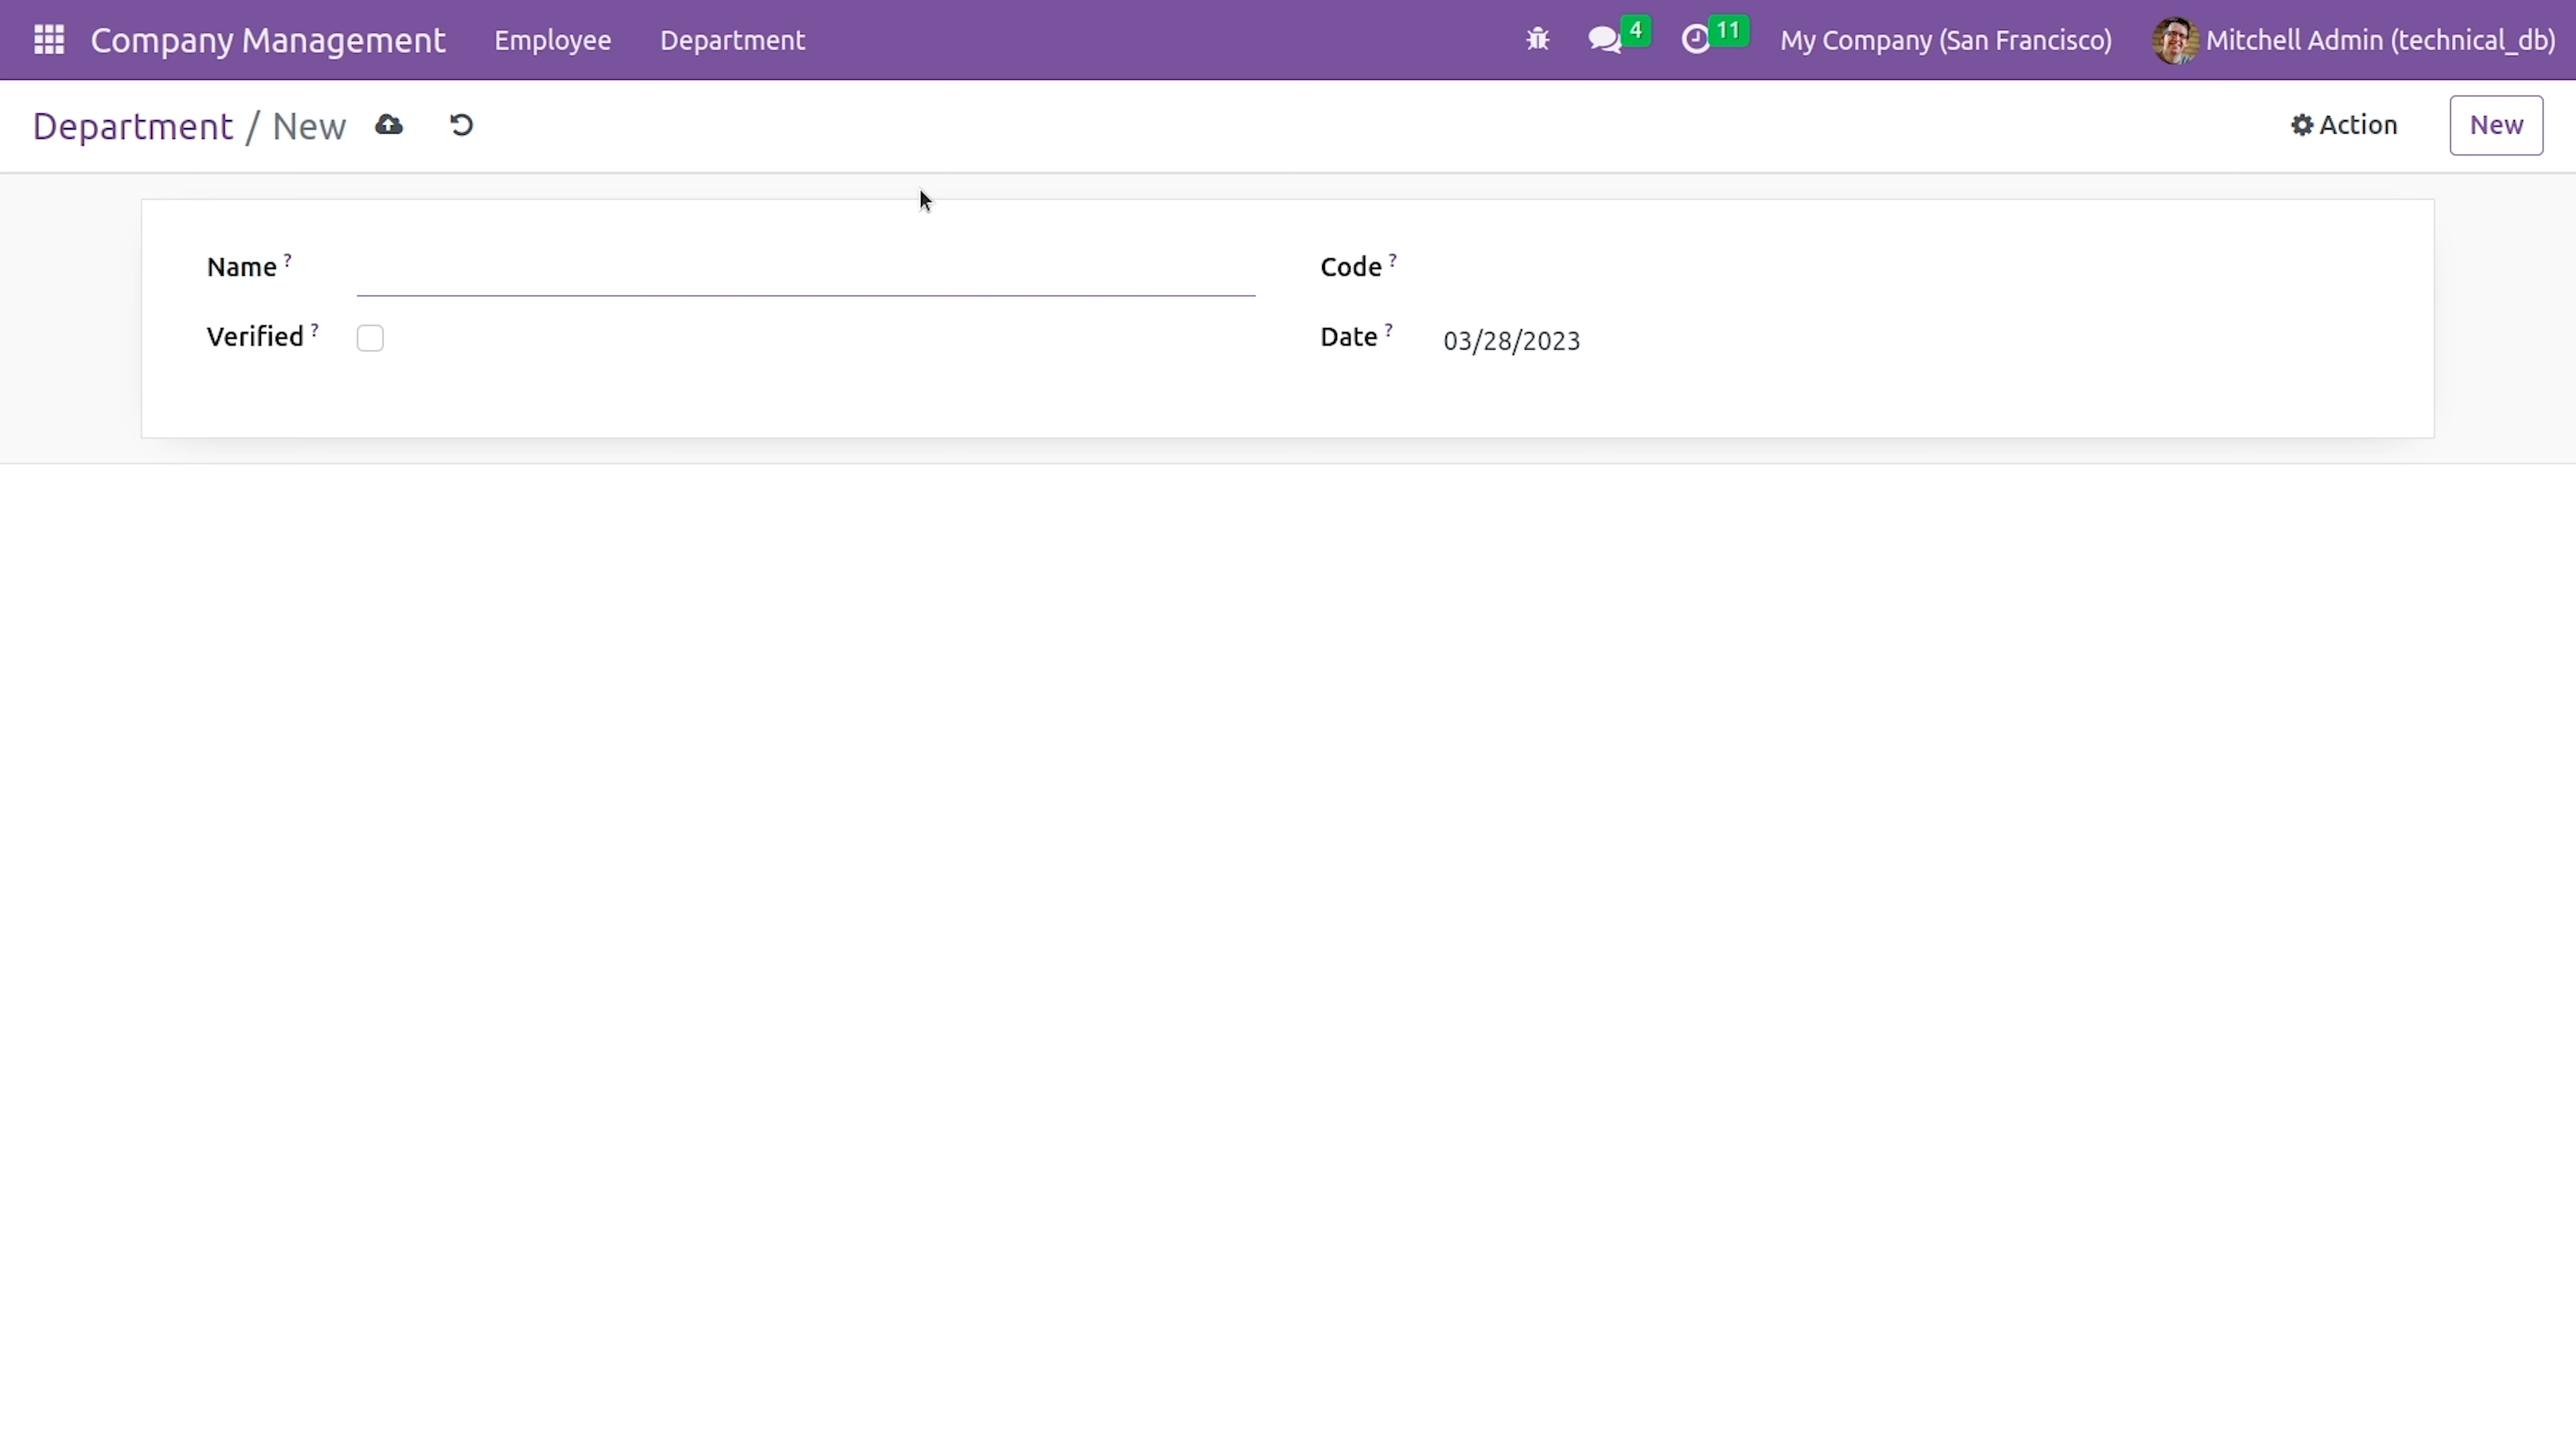 Company Management Employee Department 4 11 My Company (San Francisco) Mitchell Admin (technical_db)
Department / New Action New
Name ? Code ?
Verified ? Date ? 03/28/2023